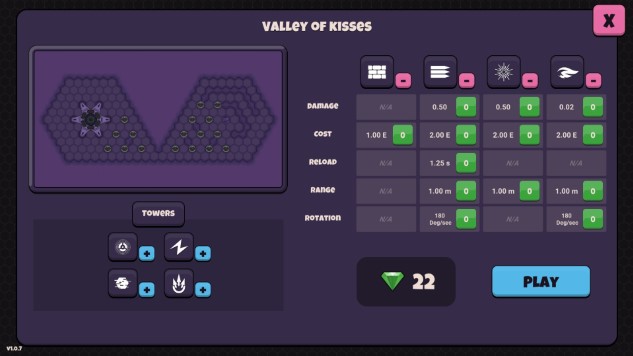 VALLEY OF KISSES
X
DAMAGE 0.50 0 0.50 0 0.02 0
COST 1.00 E 0 2.00 E 0 2.00 E 0 2.00 E 0
RELOAD 1.25 s 0
RANGE 1.00 m 0 1.00 m 0 1.00 m 0
ROTATION 180 Deg/sec 0 180 Deg/sec 0
TOWERS
22
PLAY
V1.0.7